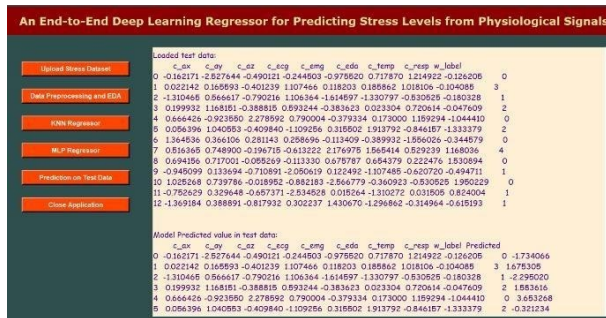 An End-to-End Deep Learning Regressor for Predicting Stress Levels from Physiological Signals
Upload Stress Dataset
Data Preprocessing and EDA
KNN Regressor
MLP Regressor
Prediction on Test Data
Close Application
Loaded test data:
c_ax c_ay c_az c_ecg c_emg c_eda c_temp c_resp w_label
0 -0.162171 -2.527644 -0.490121 -0.244503 -0.975520 0.717870 1.214922 -0.126205 0
1 0.022142 0.165593 -0.401239 1.107466 0.118203 0.185862 1.018106 -0.104085 3
2 -1.310465 0.566617 -0.790216 1.106364 -1.614597 -1.330797 -0.530525 -0.180328 1
3 0.199932 1.168151 -0.388815 0.593244 -0.383623 0.023304 0.720614 -0.047609 2
4 0.666426 -0.923550 2.278592 0.790004 -0.379334 0.173000 1.159294 -1.044410 0
5 0.056396 1.040553 -0.409840 -1.109256 0.315502 1.913792 -0.846157 -1.333379 2
6 1.364536 0.366106 0.281143 0.258696 -0.113409 -0.389932 -1.556026 -0.344579 0
7 0.516365 0.748900 -0.196715 -0.613222 2.176975 1.565414 0.529239 1.168036 4
8 0.694156 0.717001 -0.055269 -0.113330 0.675787 0.654379 0.222476 1.530894 0
9 -0.945099 0.133694 -0.710891 -2.050619 0.122492 -1.107485 -0.620720 -0.494711 1
10 1.025268 0.739786 -0.018952 -0.882183 -2.566779 -0.360923 -0.530525 1.950229 0
11 -0.752629 0.329648 -0.657371 -2.534528 0.015264 -1.310272 0.031505 0.824004 1
12 -1.369184 0.388891 -0.817932 0.302237 1.430670 -1.296862 -0.314964 -0.615193 1
Model Predicted value in test data:
c_ax c_ay c_az c_ecg c_emg c_eda c_temp c_resp w_label Predicted
0 -0.162171 -2.527644 -0.490121 -0.244503 -0.975520 0.717870 1.214922 -0.126205 0 -1.734066
1 0.022142 0.165593 -0.401239 1.107466 0.118203 0.185862 1.018106 -0.104085 3 1.675305
2 -1.310465 0.566617 -0.790216 1.106364 -1.614597 -1.330797 -0.530525 -0.180328 1 -2.295020
3 0.199932 1.168151 -0.388815 0.593244 -0.383623 0.023304 0.720614 -0.047609 2 1.583616
4 0.666426 -0.923550 2.278592 0.790004 -0.379334 0.173000 1.159294 -1.044410 0 3.653268
5 0.056396 1.040553 -0.409840 -1.109256 0.315502 1.913792 -0.846157 -1.333379 2 -0.321234